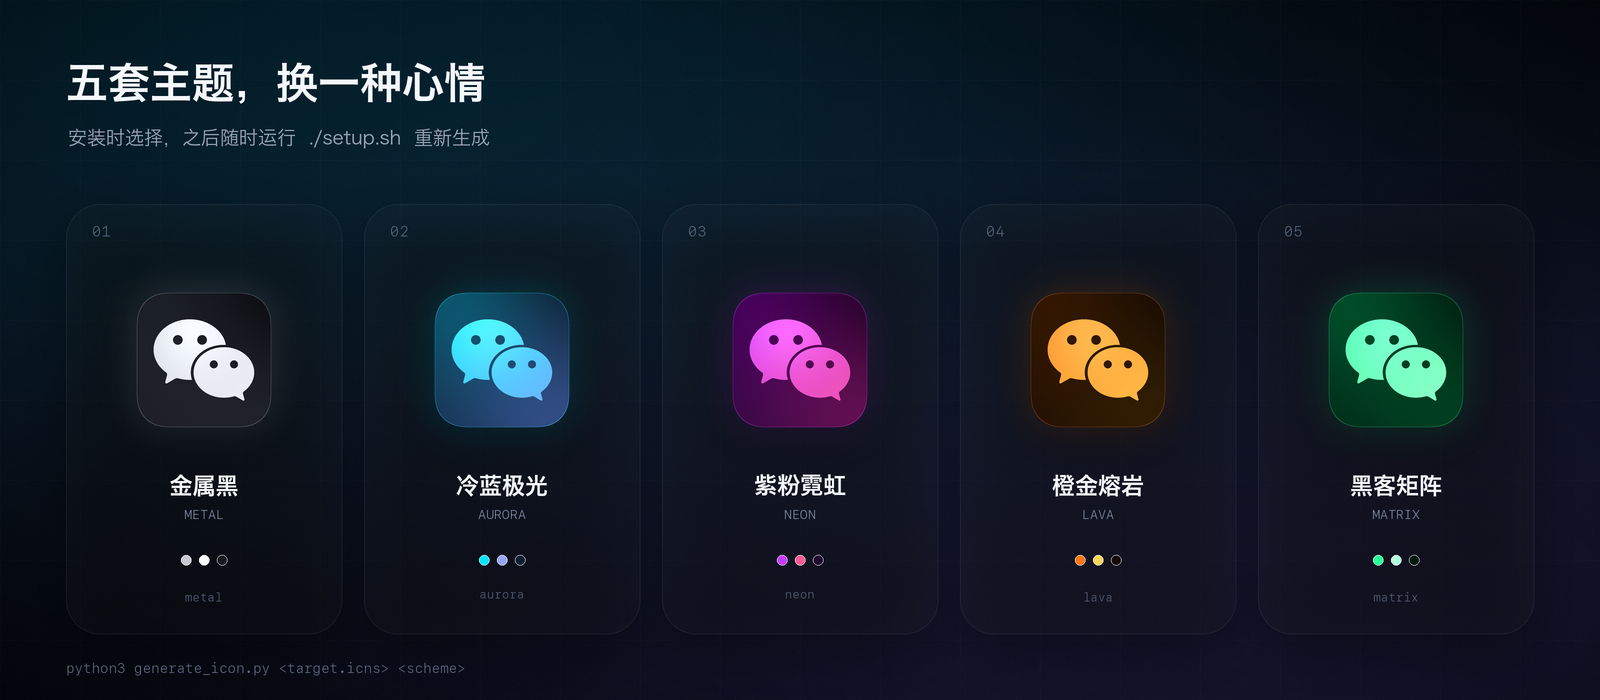 五套主题，换一种心情
安装时选择，之后随时运行 ./setup.sh 重新生成
01
金属黑
METAL
metal
02
冷蓝极光
AURORA
aurora
03
紫粉霓虹
NEON
neon
04
橙金熔岩
LAVA
lava
05
黑客矩阵
MATRIX
matrix
python3 generate_icon.py <target.icns> <scheme>